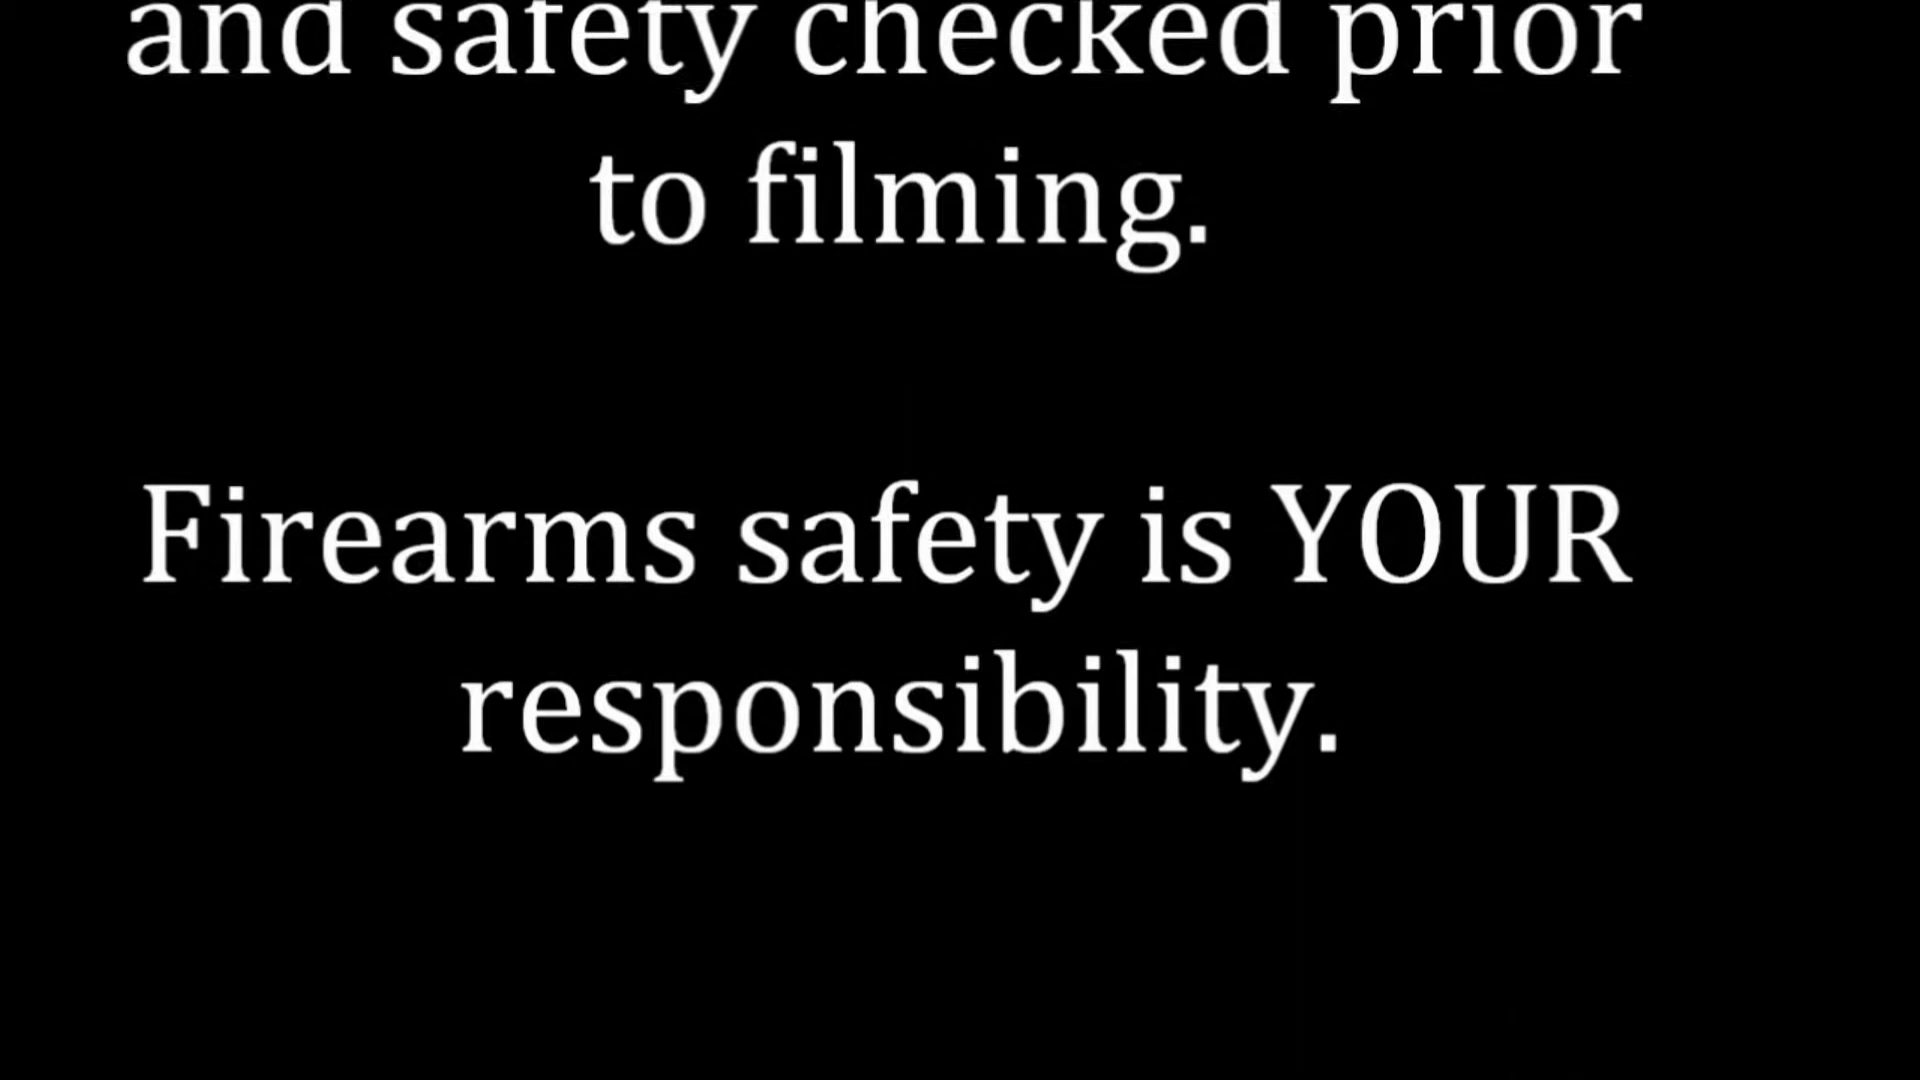 and safety checked prior
to filming.
Firearms safety is YOUR
responsibility.